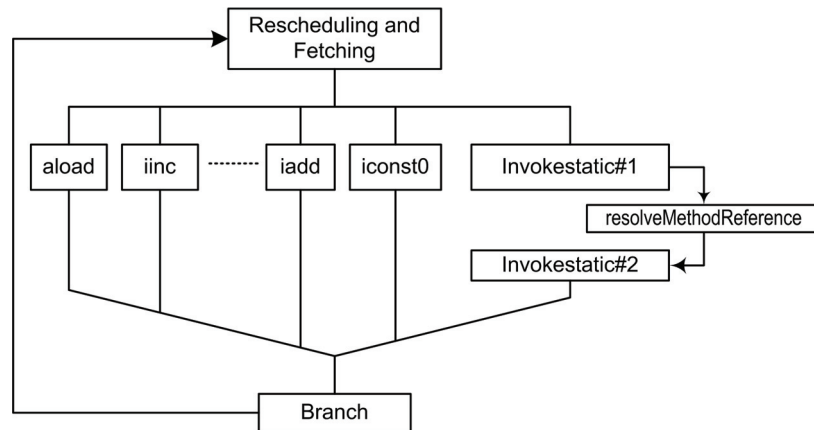 Rescheduling and
Fetching
aload
iinc
iadd
iconst0
Invokestatic#1
resolveMethodReference
Invokestatic#2
Branch